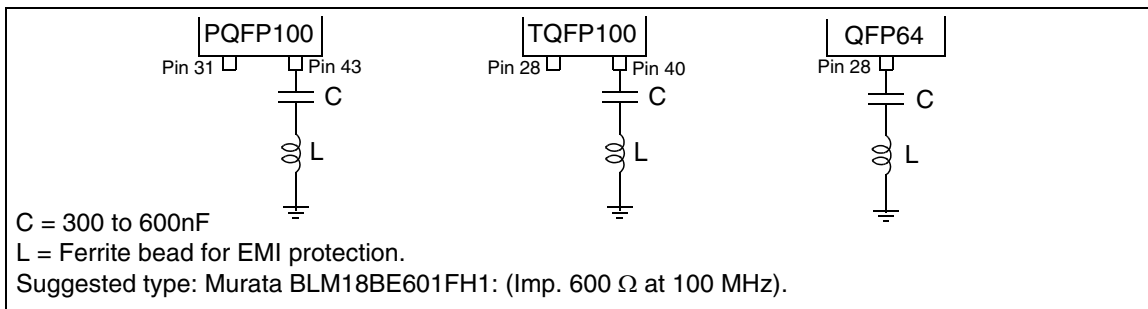 PQFP100 TQFP100 QFP64
Pin 31 Pin 43 Pin 28 Pin 40 Pin 28
C C C
L L L
C = 300 to 600nF
L = Ferrite bead for EMI protection.
Suggested type: Murata BLM18BE601FH1: (Imp. 600 Ω at 100 MHz).